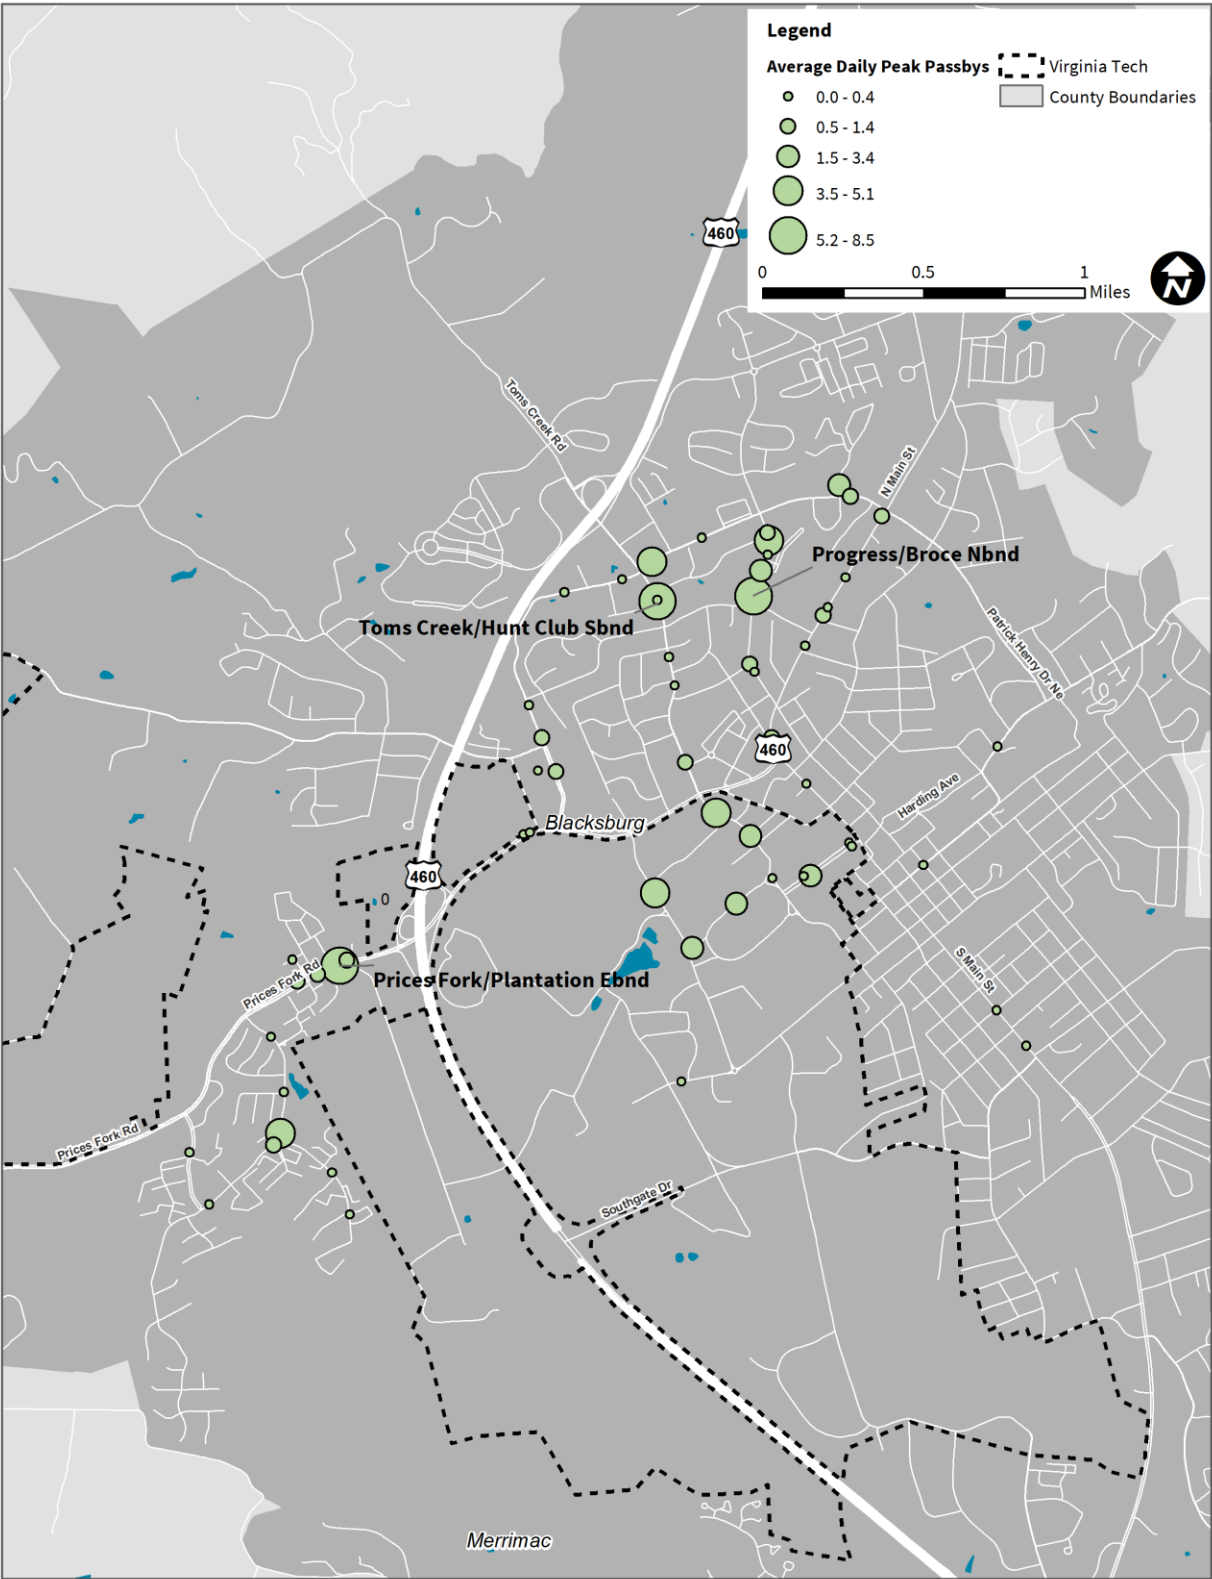 Legend
Average Daily Peak Passbys
0.0 - 0.4
0.5 - 1.4
1.5 - 3.4
3.5 - 5.1
5.2 - 8.5
Virginia Tech
County Boundaries
0 0.5 1
Miles
N
460
Toms Creek Rd
N Main St
Progress/Broce Nbnd
Toms Creek/Hunt Club Sbnd
Patrick Henry Dr Ne
460
Harding Ave
Blacksburg
460
0
Prices Fork Rd
Prices Fork/Plantation Ebnd
S Main St
Prices Fork Rd
Southgate Dr
Merrimac